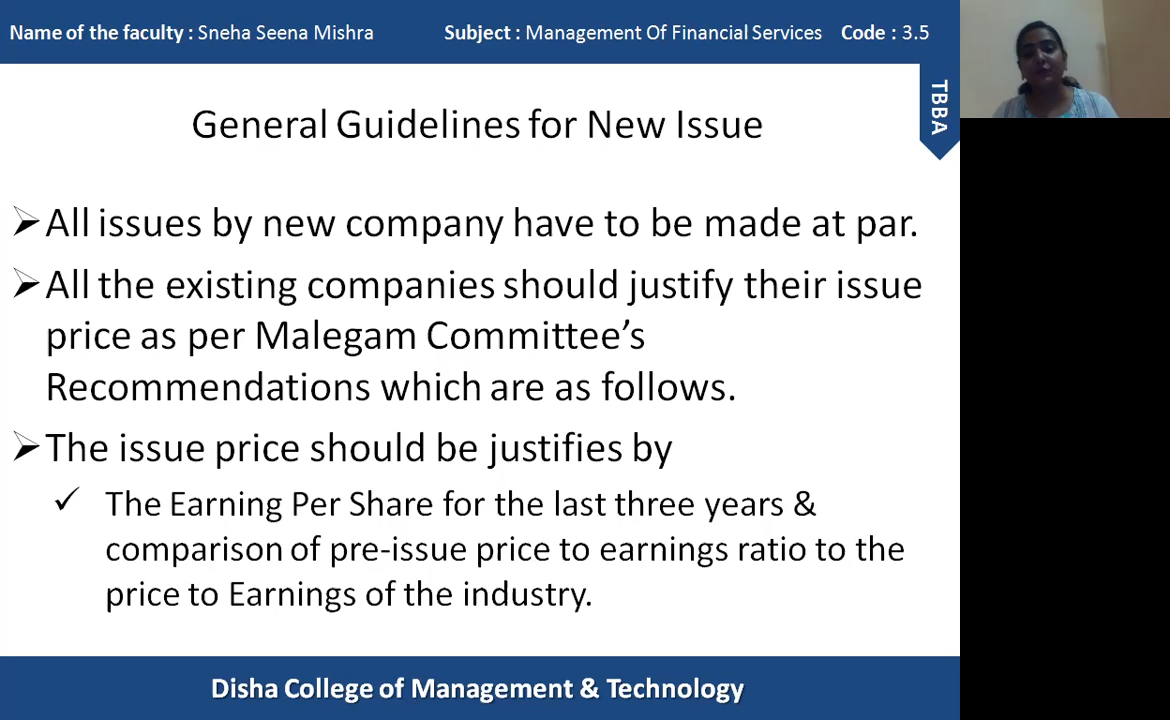 Name of the faculty : Sneha Seena Mishra Subject : Management Of Financial Services Code : 3.5
TBBA
General Guidelines for New Issue
All issues by new company have to be made at par.
All the existing companies should justify their issue
price as per Malegam Committee’s
Recommendations which are as follows.
The issue price should be justifies by
The Earning Per Share for the last three years &
comparison of pre-issue price to earnings ratio to the
price to Earnings of the industry.
Disha College of Management & Technology